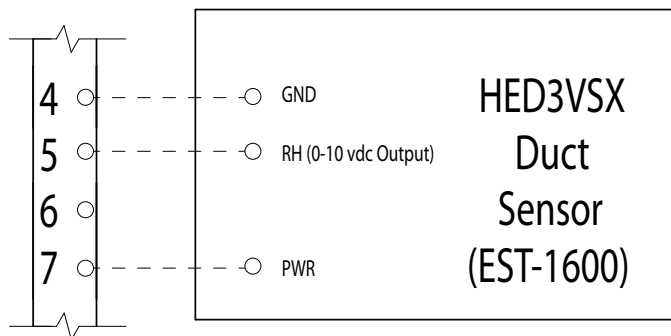 4
GND
5
RH (0-10 vdc Output)
6
7
PWR
HED3VSX
Duct
Sensor
(EST-1600)